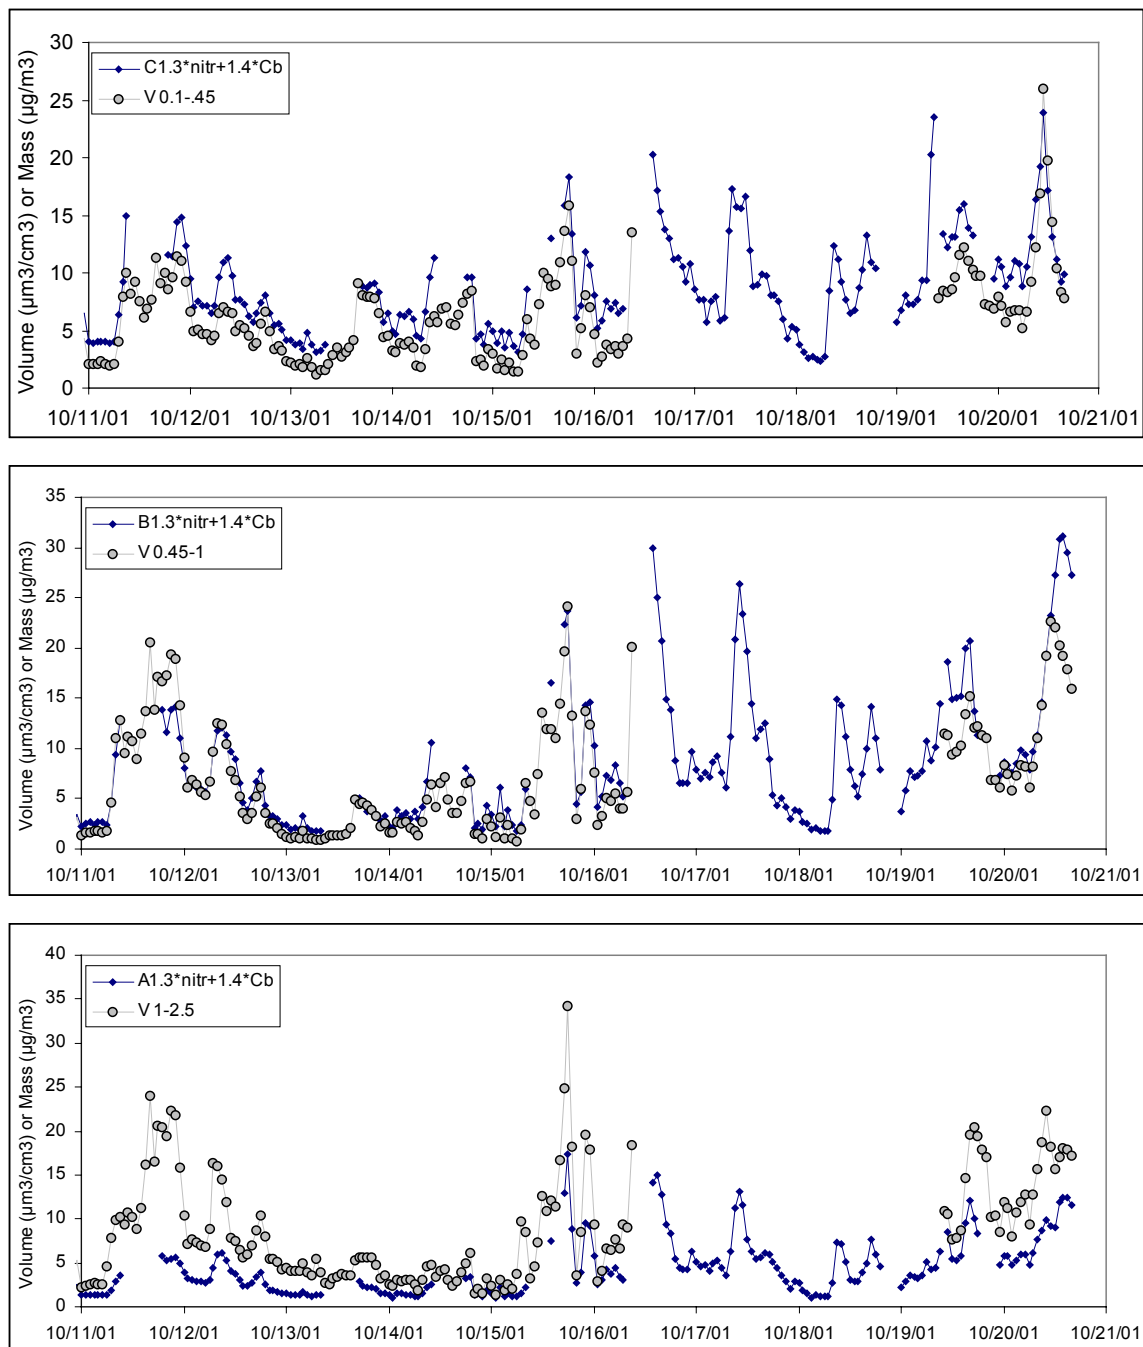 Volume (µm3/cm3) or Mass (µg/m3)
30
25
20
15
10
5
0
C1.3*nitr+1.4*Cb
V 0.1-.45
10/11/01 10/12/01 10/13/01 10/14/01 10/15/01 10/16/01 10/17/01 10/18/01 10/19/01 10/20/01 10/21/01
Volume (µm3/cm3) or Mass (µg/m3)
35
30
25
20
15
10
5
0
B1.3*nitr+1.4*Cb
V 0.45-1
10/11/01 10/12/01 10/13/01 10/14/01 10/15/01 10/16/01 10/17/01 10/18/01 10/19/01 10/20/01 10/21/01
Volume (µm3/cm3) or Mass (µg/m3)
40
35
30
25
20
15
10
5
0
A1.3*nitr+1.4*Cb
V 1-2.5
10/11/01 10/12/01 10/13/01 10/14/01 10/15/01 10/16/01 10/17/01 10/18/01 10/19/01 10/20/01 10/21/01